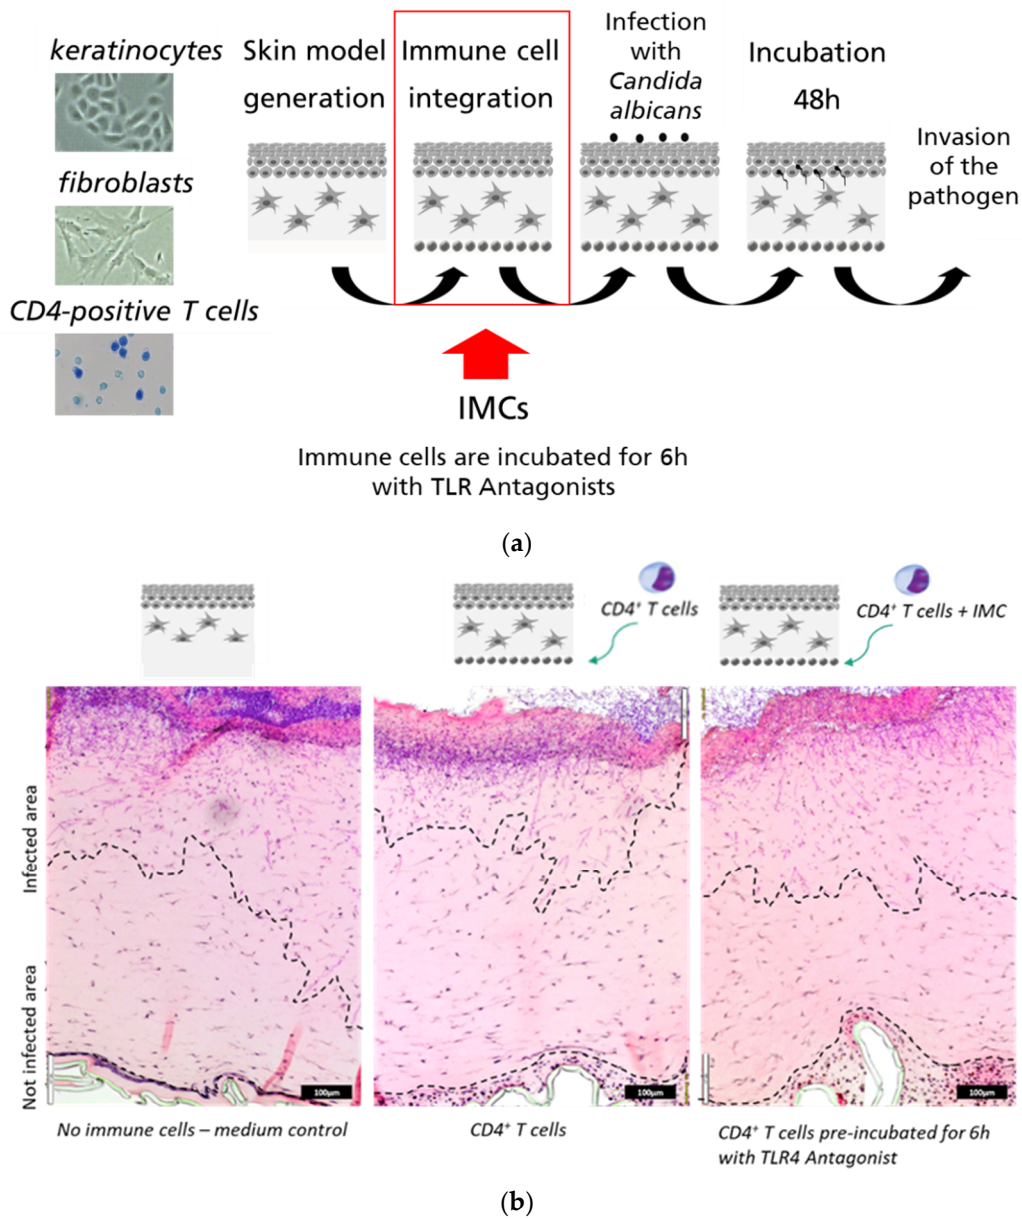 keratinocytes
fibroblasts
CD4-positive T cells
Skin model
generation
Immune cell
integration
Infection
with
Candida
albicans
Incubation
48h
Invasion
of the
pathogen
IMCs
Immune cells are incubated for 6h
with TLR Antagonists
(a)
CD4⁺ T cells
CD4⁺ T cells + IMC
Infected area
Not infected area
100µm
100µm
100µm
No immune cells – medium control
CD4⁺ T cells
CD4⁺ T cells pre-incubated for 6h
with TLR4 Antagonist
(b)